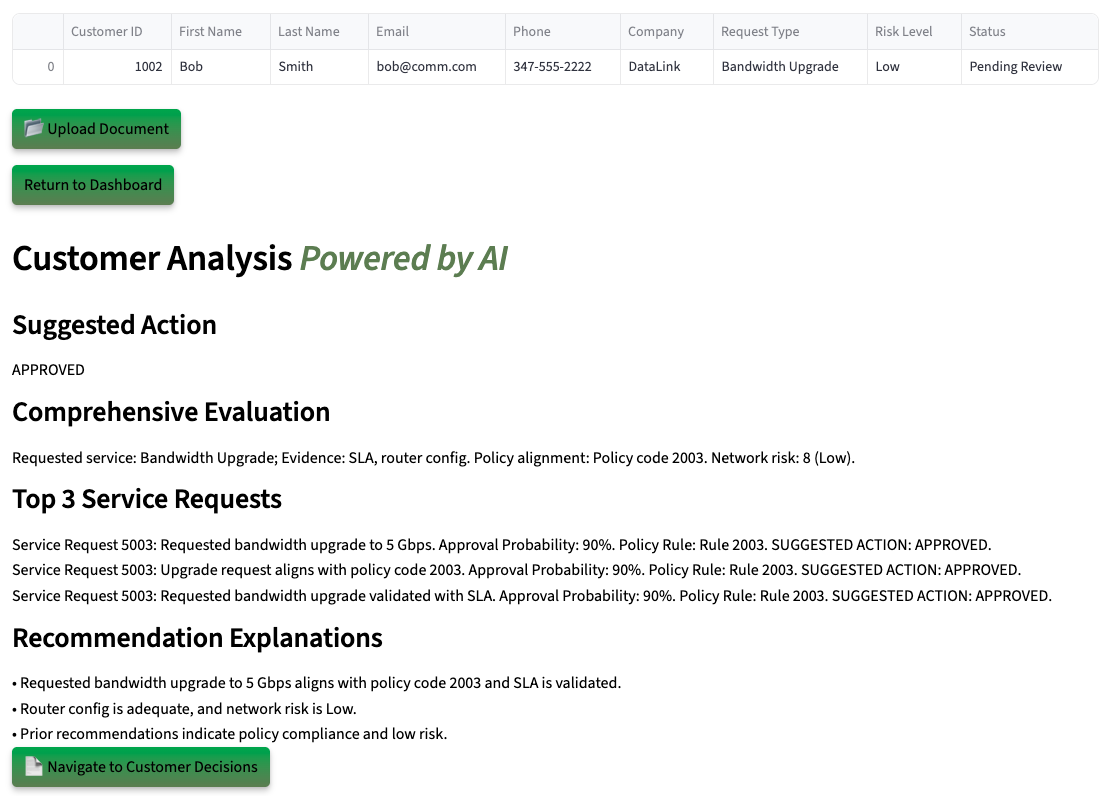 Customer ID First Name Last Name Email Phone Company Request Type Risk Level Status
0 1002 Bob Smith bob@comm.com 347-555-2222 DataLink Bandwidth Upgrade Low Pending Review
Upload Document
Return to Dashboard
Customer Analysis Powered by AI
Suggested Action
APPROVED
Comprehensive Evaluation
Requested service: Bandwidth Upgrade; Evidence: SLA, router config. Policy alignment: Policy code 2003. Network risk: 8 (Low).
Top 3 Service Requests
Service Request 5003: Requested bandwidth upgrade to 5 Gbps. Approval Probability: 90%. Policy Rule: Rule 2003. SUGGESTED ACTION: APPROVED.
Service Request 5003: Upgrade request aligns with policy code 2003. Approval Probability: 90%. Policy Rule: Rule 2003. SUGGESTED ACTION: APPROVED.
Service Request 5003: Requested bandwidth upgrade validated with SLA. Approval Probability: 90%. Policy Rule: Rule 2003. SUGGESTED ACTION: APPROVED.
Recommendation Explanations
• Requested bandwidth upgrade to 5 Gbps aligns with policy code 2003 and SLA is validated.
• Router config is adequate, and network risk is Low.
• Prior recommendations indicate policy compliance and low risk.
Navigate to Customer Decisions